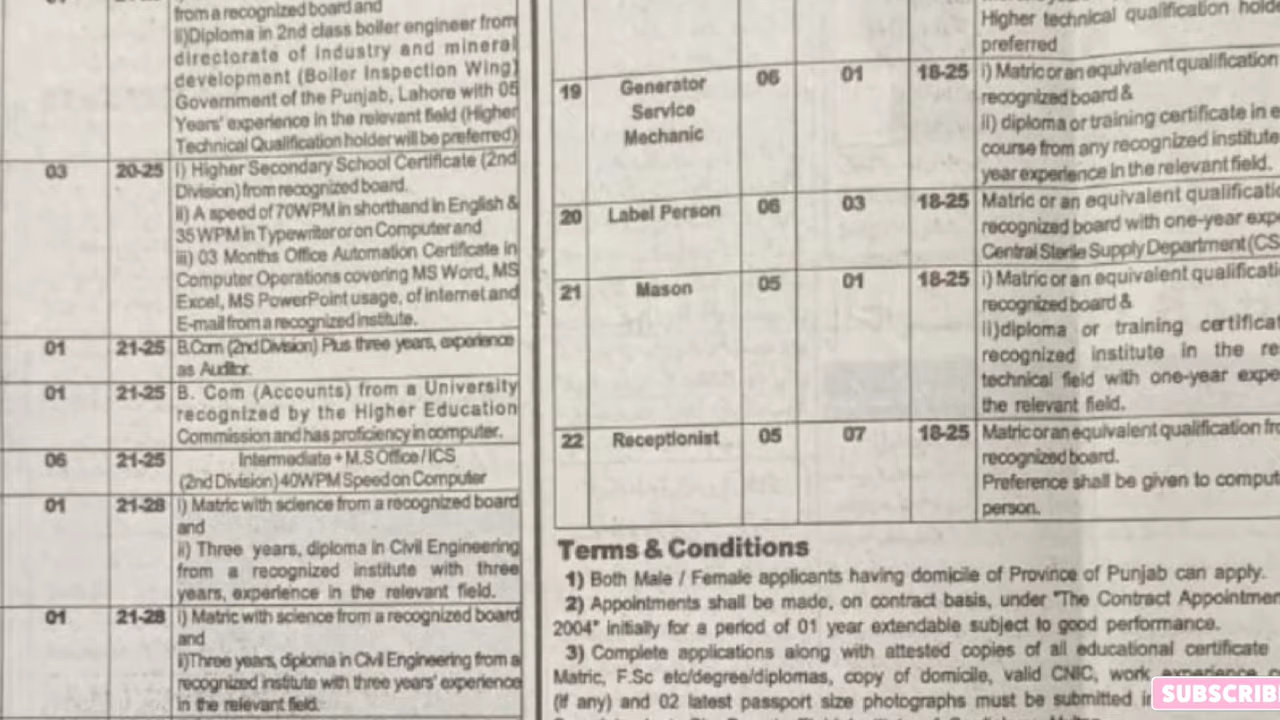 from a recognized board and
ii)Diploma in 2nd class boiler engineer from
directorate of industry and mineral
development (Boiler Inspection Wing)
Government of the Punjab, Lahore with 05
Years' experience in the relevant field (Higher
Technical Qualification holder will be preferred)
03 20-25 i) Higher Secondary School Certificate (2nd
Division) from recognized board.
ii) A speed of 70WPM in shorthand in English &
35 WPM in Typewriter or on Computer and
iii) 03 Months Office Automation Certificate in
Computer Operations covering MS Word, MS
Excel, MS PowerPoint usage, of internet and
E-mail from a recognized institute.
01 21-25 B.Com (2nd Division) Plus three years, experience
as Auditor.
01 21-25 B. Com (Accounts) from a University
recognized by the Higher Education
Commission and has proficiency in computer.
06 21-25 Intermediate + M.S Office / ICS
(2nd Division) 40WPM Speed on Computer
01 21-28 i) Matric with science from a recognized board
and
ii) Three years, diploma in Civil Engineering
from a recognized institute with three
years, experience in the relevant field.
01 21-28 i) Matric with science from a recognized board
and
ii)Three years, diploma in Civil Engineering from a
recognized institute with three years' experience
in the relevant field.
Higher technical qualification
preferred
19 Generator Service Mechanic 06 01 18-25 i) Matric or an equivalent qualification
recognized board &
ii) diploma or training certificate in
course from any recognized institute
year experience in the relevant field.
20 Label Person 06 03 18-25 Matric or an equivalent
recognized board with one-year
Central Sterile Supply Department
21 Mason 05 01 18-25 i) Matric or an equivalent
recognized board &
ii)diploma or training
recognized institute in the
technical field with one-year
the relevant field.
22 Receptionist 05 07 18-25 Matric or an equivalent qualification
recognized board.
Preference shall be given to
person.
Terms & Conditions
1) Both Male / Female applicants having domicile of Province of Punjab can apply.
2) Appointments shall be made, on contract basis, under "The Contract
2004" initially for a period of 01 year extendable subject to good performance.
3) Complete applications along with attested copies of all educational certificate
Matric, F.Sc etc/degree/diplomas, copy of domicile, valid CNIC, work experience
(if any) and 02 latest passport size photographs must be submitted
SUBSCRIB